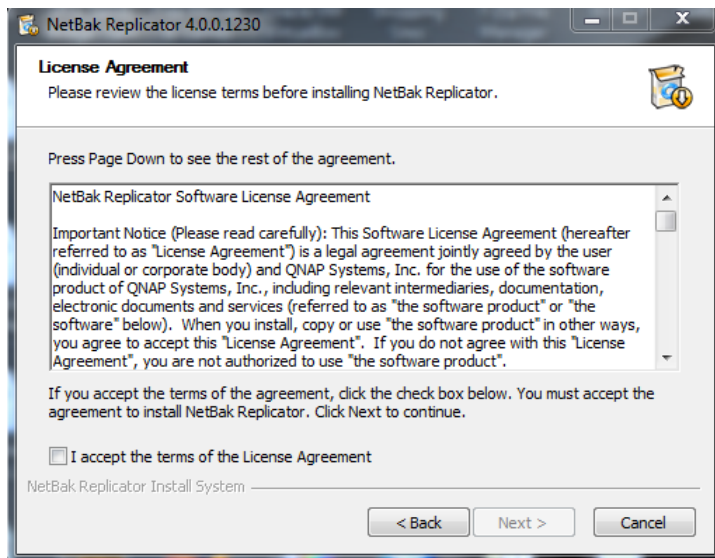 NetBak Replicator 4.0.0.1230
License Agreement
Please review the license terms before installing NetBak Replicator.
Press Page Down to see the rest of the agreement.
NetBak Replicator Software License Agreement
Important Notice (Please read carefully): This Software License Agreement (hereafter
referred to as "License Agreement") is a legal agreement jointly agreed by the user
(individual or corporate body) and QNAP Systems, Inc. for the use of the software
product of QNAP Systems, Inc., including relevant intermediaries, documentation,
electronic documents and services (referred to as "the software product" or "the
software" below).  When you install, copy or use "the software product" in other ways,
you agree to accept this "License Agreement".  If you do not agree with this "License
Agreement", you are not authorized to use "the software product".
If you accept the terms of the agreement, click the check box below. You must accept the
agreement to install NetBak Replicator. Click Next to continue.
I accept the terms of the License Agreement
NetBak Replicator Install System
< Back Next > Cancel